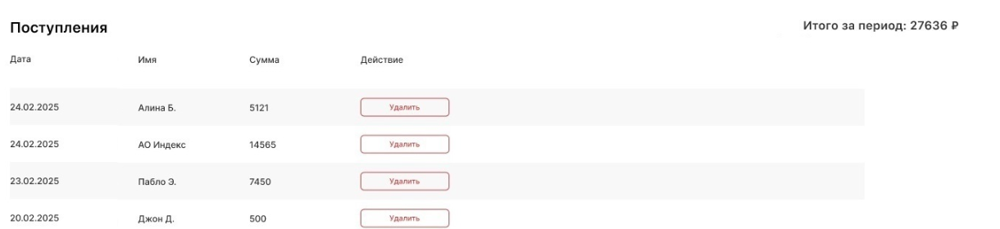 Поступления Итого за период: 27636 ₽
Дата Имя Сумма Действие
24.02.2025 Алина Б. 5121 Удалить
24.02.2025 АО Индекс 14565 Удалить
23.02.2025 Пабло Э. 7450 Удалить
20.02.2025 Джон Д. 500 Удалить